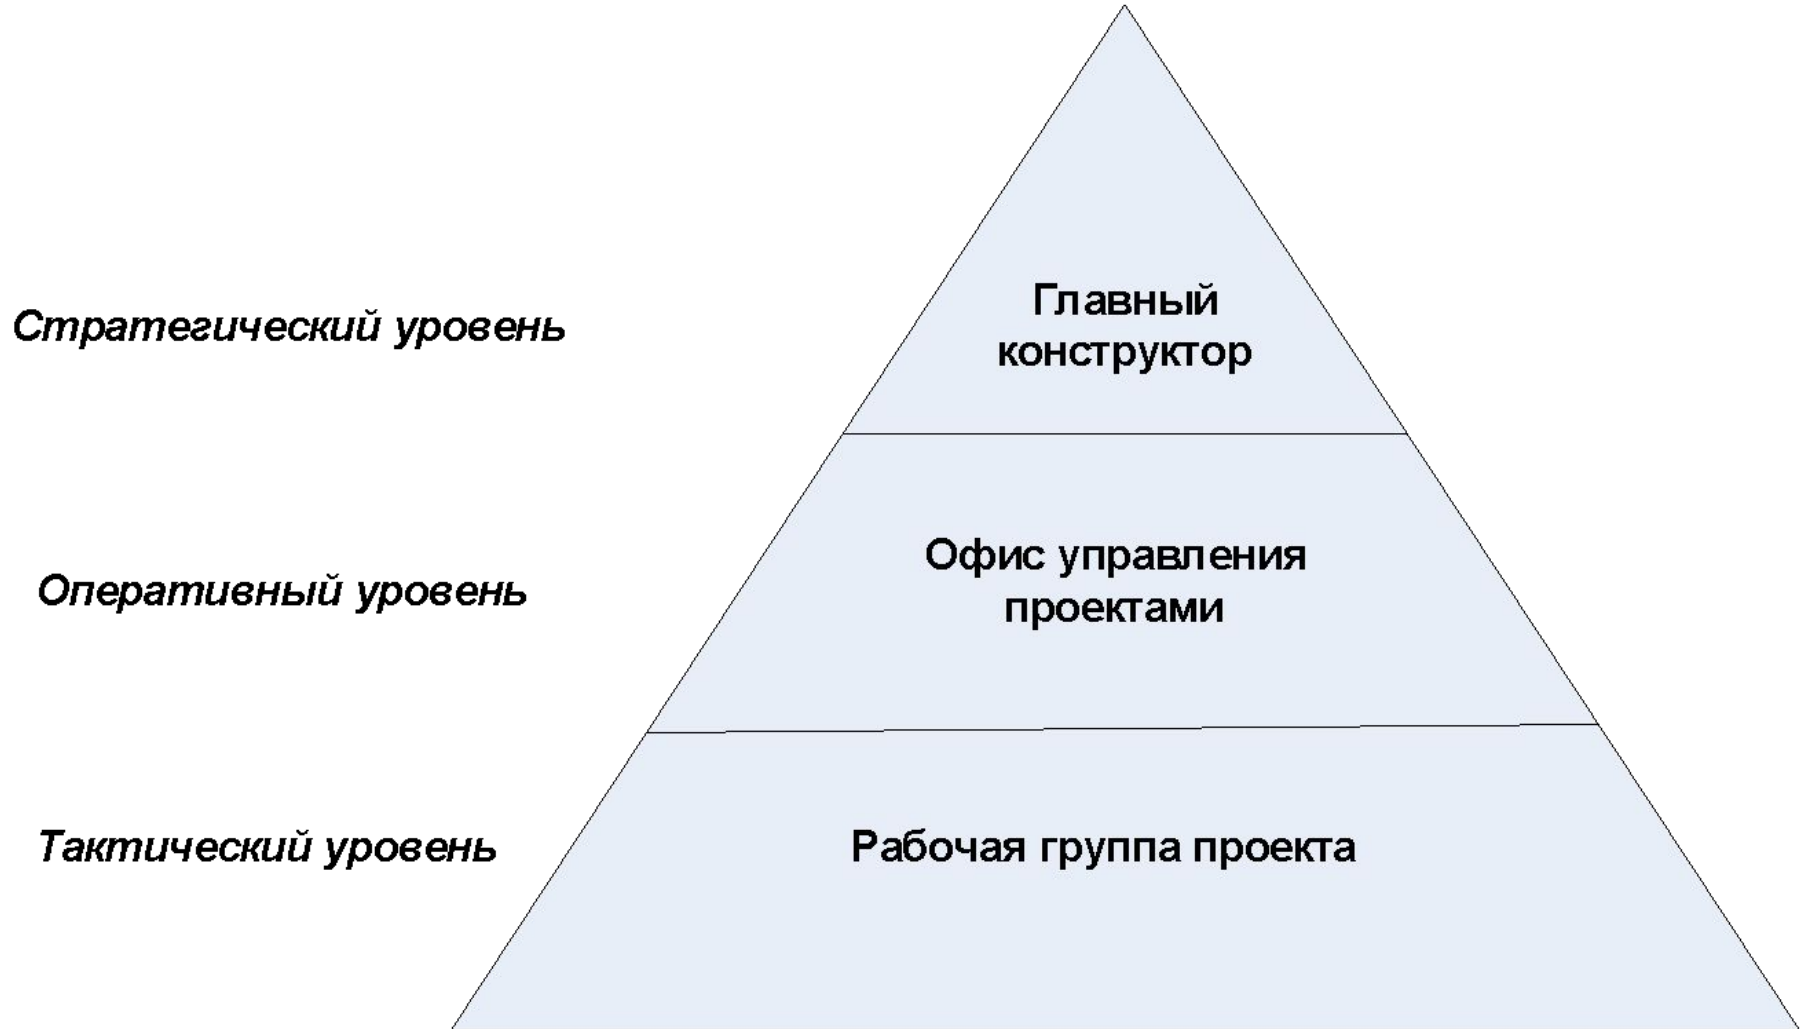 Главный
конструктор
Стратегический уровень
Офис управления
проектами
Оперативный уровень
Рабочая группа проекта
Тактический уровень